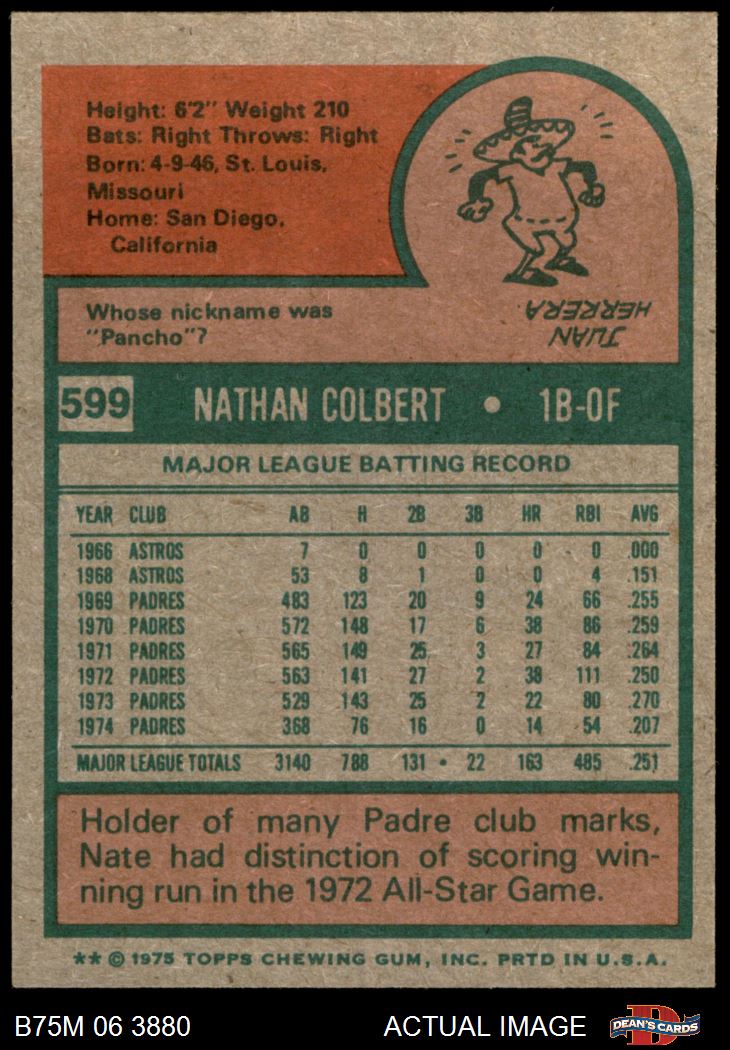 Height: 6'2" Weight 210
Bats: Right Throws: Right
Born: 4-9-46, St. Louis,
Missouri
Home: San Diego,
California
Whose nickname was
"Pancho"?
JUAN
HERRERA
599 NATHAN COLBERT • 1B-OF
MAJOR LEAGUE BATTING RECORD
YEAR CLUB AB H 2B 3B HR RBI AVG
1966 ASTROS 7 0 0 0 0 0 .000
1968 ASTROS 53 8 1 0 0 4 .151
1969 PADRES 483 123 20 9 24 66 .255
1970 PADRES 572 148 17 6 38 86 .259
1971 PADRES 565 149 25 3 27 84 .264
1972 PADRES 563 141 27 2 38 111 .250
1973 PADRES 529 143 25 2 22 80 .270
1974 PADRES 368 76 16 0 14 54 .207
MAJOR LEAGUE TOTALS 3140 788 131 • 22 163 485 .251
Holder of many Padre club marks,
Nate had distinction of scoring win-
ning run in the 1972 All-Star Game.
** © 1975 TOPPS CHEWING GUM, INC. PRTD IN U.S.A.
B75M 06 3880 ACTUAL IMAGE
D
DEAN'S CARDS